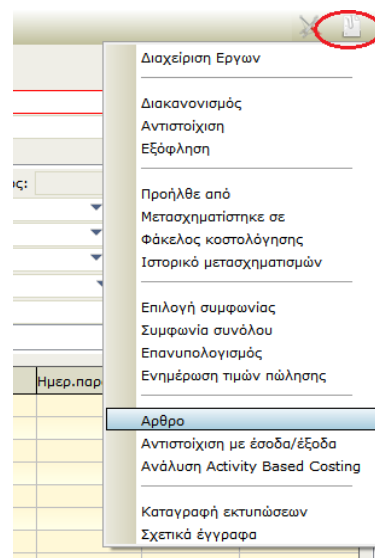 Διαχείριση Εργων
Διακανονισμός
Αντιστοίχιση
Εξόφληση
ος:
Προήλθε από
Μετασχηματίστηκε σε
Φάκελος κοστολόγησης
Ιστορικό μετασχηματισμών
Επιλογή συμφωνίας
Συμφωνία συνόλου
Επανυπολογισμός
Ενημέρωση τιμών πώλησης
Ημερ.παρ
Αρθρο
Αντιστοίχιση με έσοδα/έξοδα
Ανάλυση Activity Based Costing
Καταγραφή εκτυπώσεων
Σχετικά έγγραφα